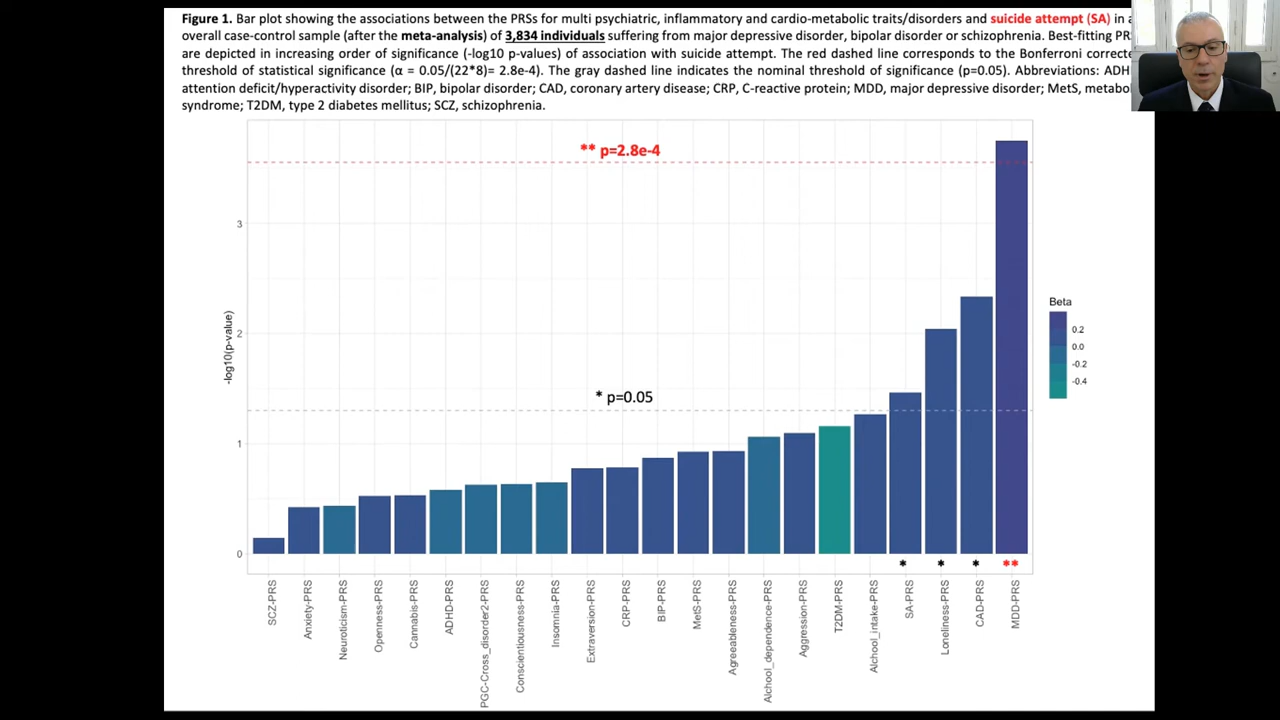 Figure 1. Bar plot showing the associations between the PRSs for multi psychiatric, inflammatory and cardio-metabolic traits/disorders and suicide attempt (SA) in
overall case-control sample (after the meta-analysis) of 3,834 individuals suffering from major depressive disorder, bipolar disorder or schizophrenia. Best-fitting
are depicted in increasing order of significance (-log10 p-values) of association with suicide attempt. The red dashed line corresponds to the Bonferroni
threshold of statistical significance (α = 0.05/(22*8)= 2.8e-4). The gray dashed line indicates the nominal threshold of significance (p=0.05). Abbreviations:
attention deficit/hyperactivity disorder; BIP, bipolar disorder; CAD, coronary artery disease; CRP, C-reactive protein; MDD, major depressive disorder; MetS,
syndrome; T2DM, type 2 diabetes mellitus; SCZ, schizophrenia.
** p=2.8e-4
3
2
1
0
-log10(p-value)
* p=0.05
* * * **
SCZ-PRS
Anxiety-PRS
Neuroticism-PRS
Openness-PRS
Cannabis-PRS
ADHD-PRS
PGC-Cross_disorder2-PRS
Conscientiousness-PRS
Insomnia-PRS
Extraversion-PRS
CRP-PRS
BIP-PRS
MetS-PRS
Agreeableness-PRS
Alchool_dependence-PRS
Aggression-PRS
T2DM-PRS
Alchool_intake-PRS
SA-PRS
Loneliness-PRS
CAD-PRS
MDD-PRS
Beta
0.2
0.0
-0.2
-0.4